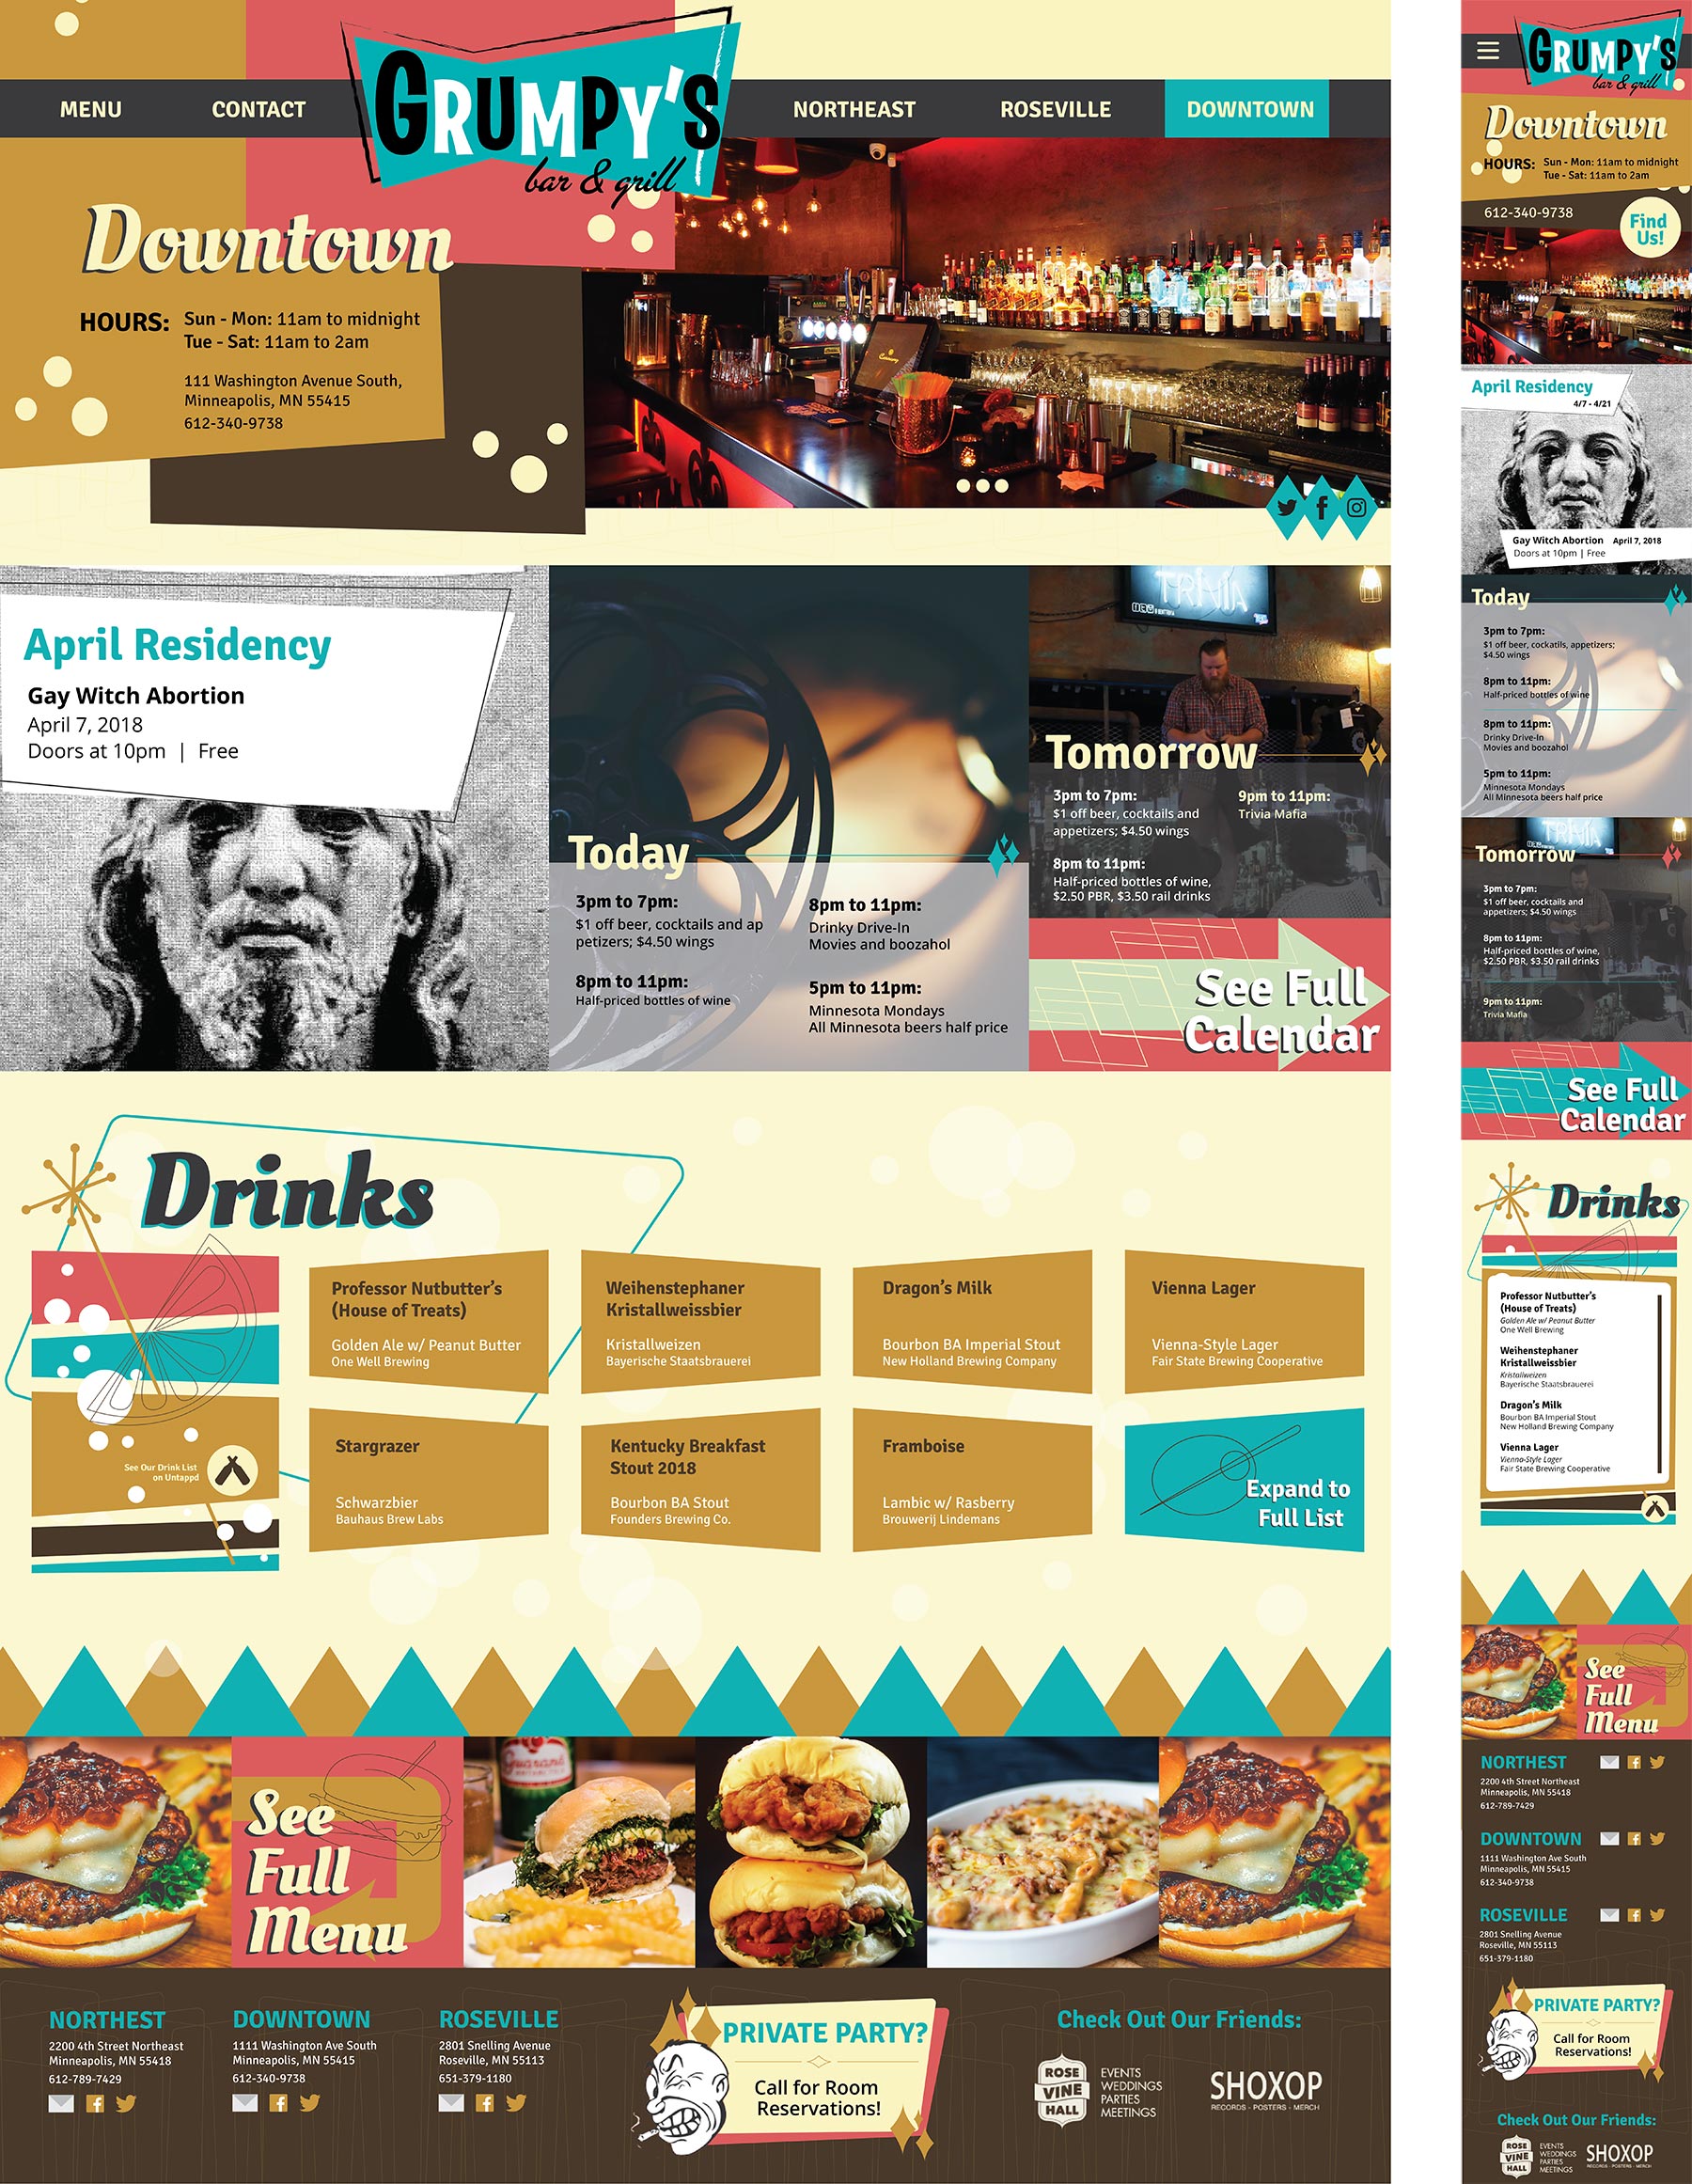 MENU
CONTACT
GRUMPY'S
bar & grill
NORTHEAST
ROSEVILLE
DOWNTOWN
Downtown
HOURS:
Sun - Mon: 11am to midnight
Tue - Sat: 11am to 2am
111 Washington Avenue South,
Minneapolis, MN 55415
612-340-9738
April Residency
Gay Witch Abortion
April 7, 2018
Doors at 10pm | Free
Today
3pm to 7pm:
$1 off beer, cocktails and ap
petizers; $4.50 wings
8pm to 11pm:
Half-priced bottles of wine
8pm to 11pm:
Drinky Drive-In
Movies and boozahol
5pm to 11pm:
Minnesota Mondays
All Minnesota beers half price
TRIVIA
Tomorrow
3pm to 7pm:
$1 off beer, cocktails and
appetizers; $4.50 wings
8pm to 11pm:
Half-priced bottles of wine,
$2.50 PBR, $3.50 rail drinks
9pm to 11pm:
Trivia Mafia
See Full
Calendar
Drinks
See Our Drink List
on Untappd
Professor Nutbutter's
(House of Treats)
Golden Ale w/ Peanut Butter
One Well Brewing
Weihenstephaner
Kristallweissbier
Kristallweizen
Bayerische Staatsbrauerei
Dragon's Milk
Bourbon BA Imperial Stout
New Holland Brewing Company
Vienna Lager
Vienna-Style Lager
Fair State Brewing Cooperative
Stargrazer
Schwarzbier
Bauhaus Brew Labs
Kentucky Breakfast
Stout 2018
Bourbon BA Stout
Founders Brewing Co.
Framboise
Lambic w/ Rasberry
Brouwerij Lindemans
Expand to
Full List
See
Full
Menu
NORTHEST
2200 4th Street Northeast
Minneapolis, MN 55418
612-789-7429
DOWNTOWN
1111 Washington Ave South
Minneapolis, MN 55415
612-340-9738
ROSEVILLE
2801 Snelling Avenue
Roseville, MN 55113
651-379-1180
PRIVATE PARTY?
Call for Room
Reservations!
Check Out Our Friends:
ROSE
VINE
HALL
EVENTS
WEDDINGS
PARTIES
MEETINGS
SHOXOP
RECORDS - POSTERS - MERCH
GRUMPY'S
bar & grill
Downtown
HOURS:
Sun - Mon: 11am to midnight
Tue - Sat: 11am to 2am
612-340-9738
Find
Us!
April Residency
4/7 - 4/21
Gay Witch Abortion April 7, 2018
Doors at 10pm | Free
Today
3pm to 7pm:
$1 off beer, cockatils, appetizers;
$4.50 wings
8pm to 11pm:
Half-priced bottles of wine
8pm to 11pm:
Drinky Drive-In
Movies and boozahol
5pm to 11pm:
Minnesota Mondays
All Minnesota beers half price
TRIVIA
Tomorrow
3pm to 7pm:
$1 off beer, cocktails and
appetizers; $4.50 wings
8pm to 11pm:
Half-priced bottles of wine,
$2.50 PBR, $3.50 rail drinks
9pm to 11pm:
Trivia Mafia
See Full
Calendar
Drinks
Professor Nutbutter's
(House of Treats)
Golden Ale w/ Peanut Butter
One Well Brewing
Weihenstephaner
Kristallweissbier
Kristallweizen
Bayerische Staatsbrauerei
Dragon's Milk
Bourbon BA Imperial Stout
New Holland Brewing Company
Vienna Lager
Vienna-Style Lager
Fair State Brewing Cooperative
See
Full
Menu
NORTHEST
2200 4th Street Northeast
Minneapolis, MN 55418
612-789-7429
DOWNTOWN
1111 Washington Ave South
Minneapolis, MN 55415
612-340-9738
ROSEVILLE
2801 Snelling Avenue
Roseville, MN 55113
651-379-1180
PRIVATE PARTY?
Call for Room
Reservations!
Check Out Our Friends:
ROSE
VINE
HALL
EVENTS
WEDDINGS
PARTIES
MEETINGS
SHOXOP
RECORDS - POSTERS - MERCH